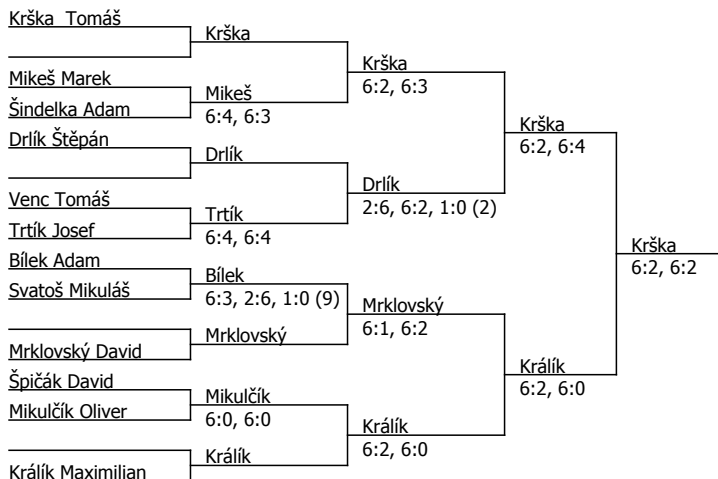 Krška  Tomáš
Krška
Krška
6:2, 6:3
Mikeš Marek
Mikeš
6:4, 6:3
Šindelka Adam
Krška
6:2, 6:4
Drlík Štěpán
Drlík
Drlík
2:6, 6:2, 1:0 (2)
Venc Tomáš
Trtík
6:4, 6:4
Trtík Josef
Krška
6:2, 6:2
Bílek Adam
Bílek
6:3, 2:6, 1:0 (9)
Svatoš Mikuláš
Mrklovský
6:1, 6:2
Mrklovský
Mrklovský David
Králík
6:2, 6:0
Špičák David
Mikulčík
6:0, 6:0
Mikulčík Oliver
Králík
6:2, 6:0
Králík
Králík Maximilian